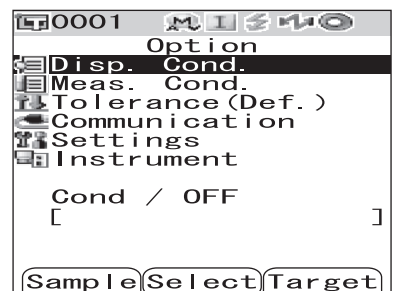 0001 M I
Option
Disp. Cond.
Meas. Cond.
Tolerance(Def.)
Communication
Settings
Instrument
Cond / OFF
[ ]
Sample Select Target